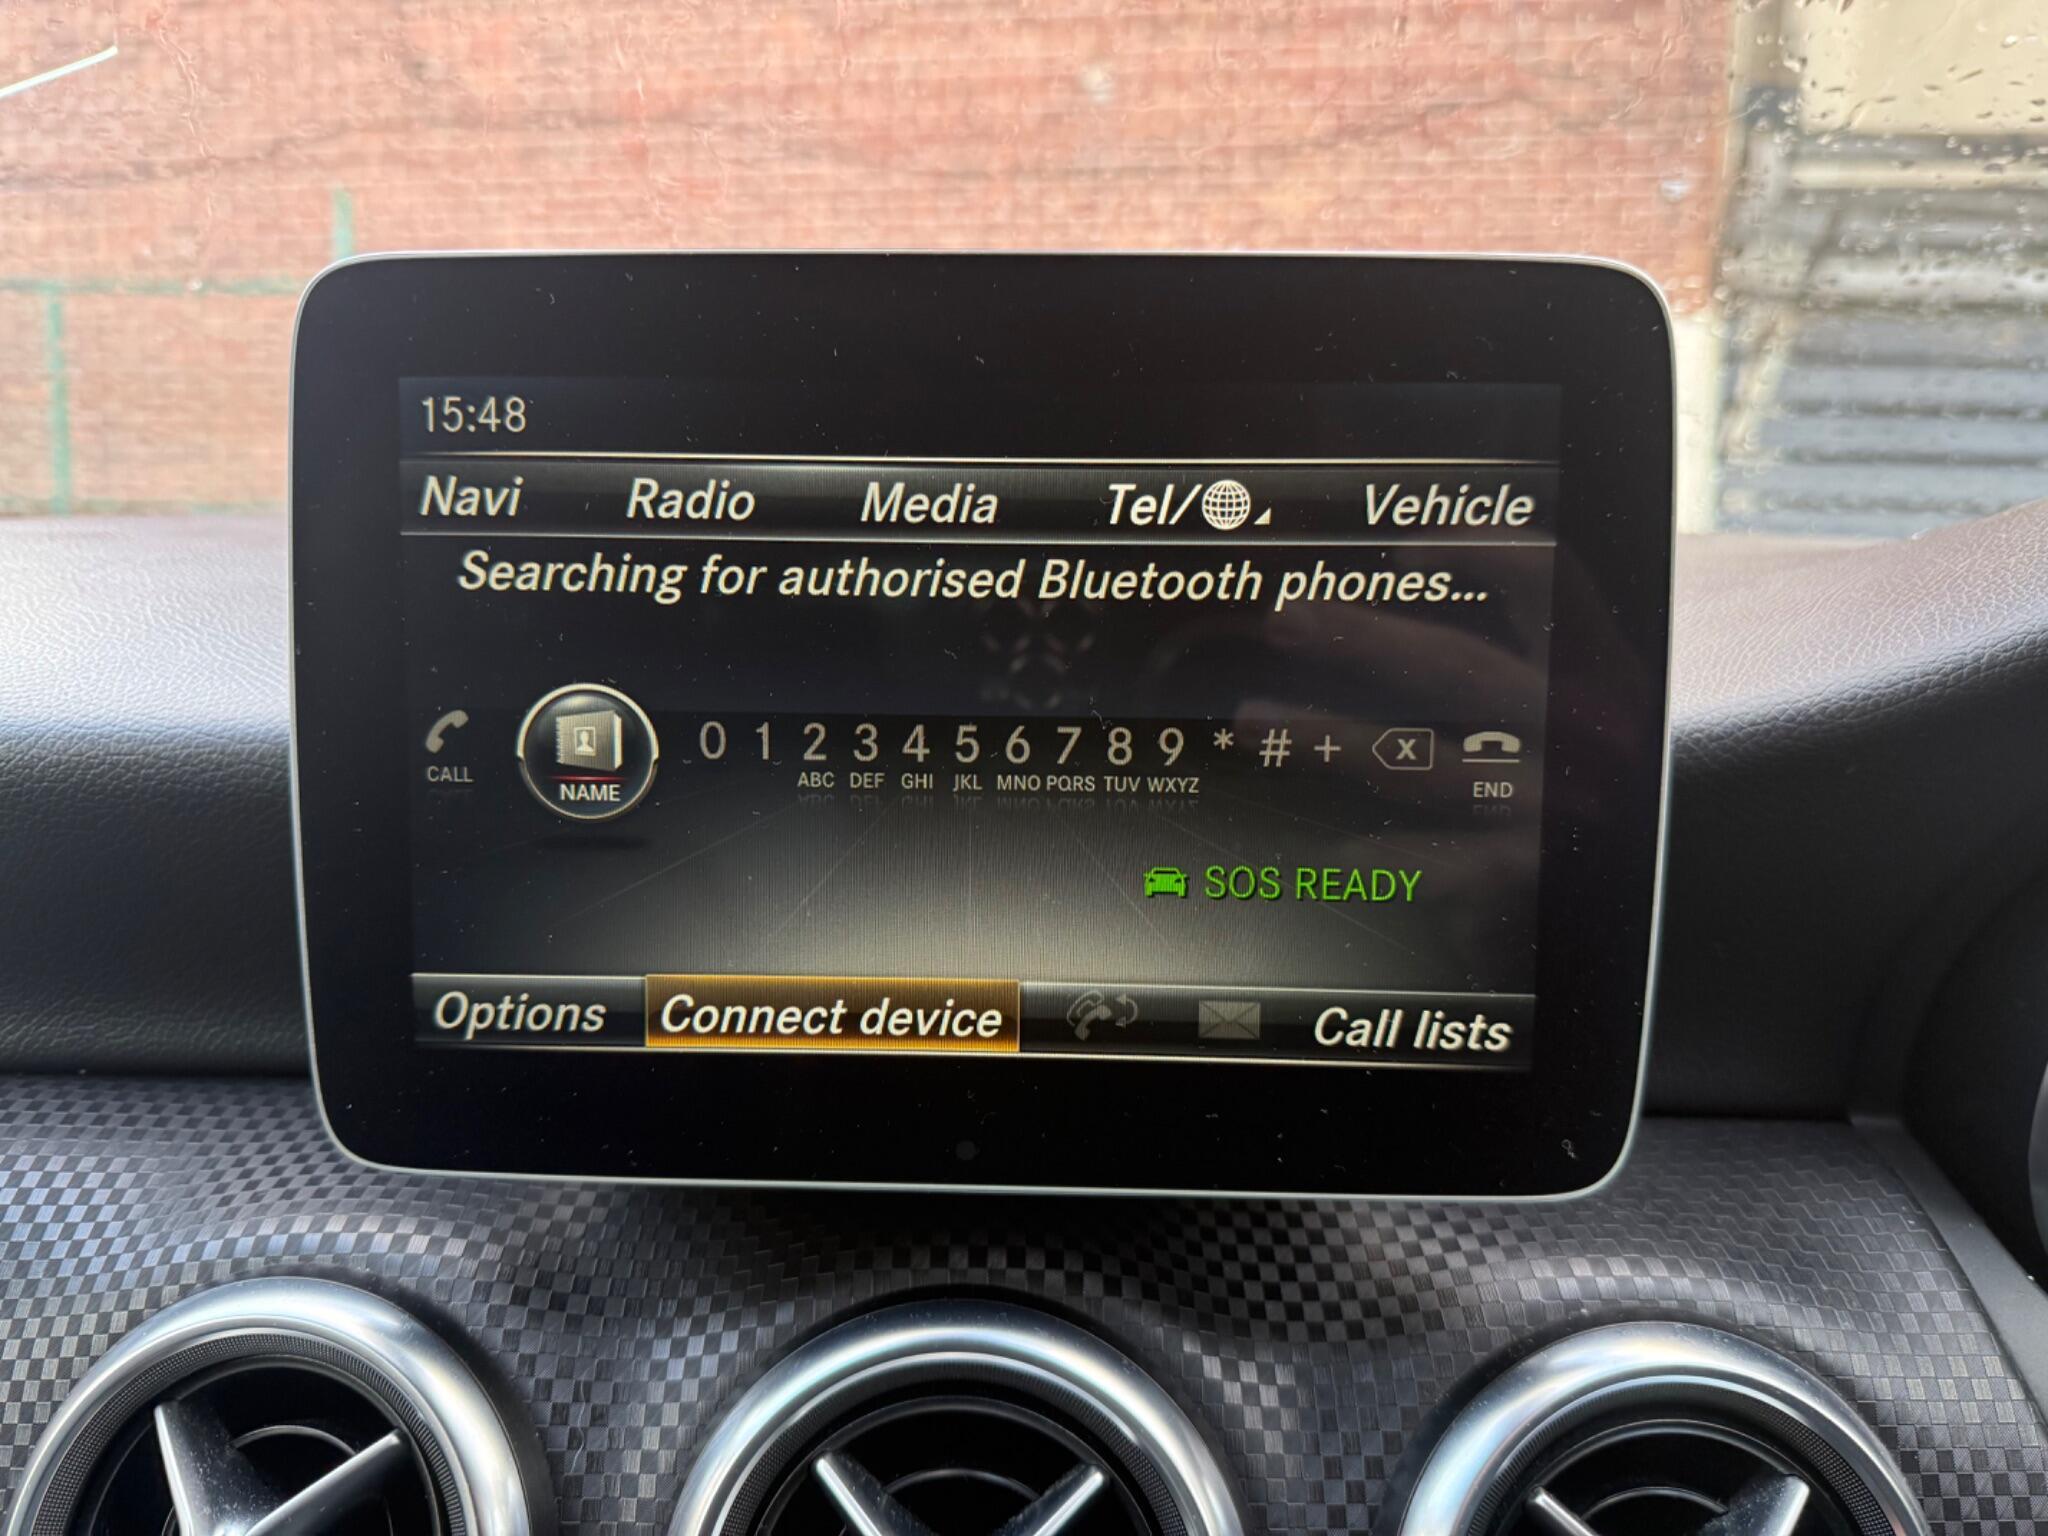 15:48
Navi Radio Media Tel/ Vehicle
Searching for authorised Bluetooth phones...
0 1 2 3 4 5 6 7 8 9 * # + X
CALL NAME ABC DEF GHI JKL MNO PQRS TUV WXYZ END
SOS READY
Options Connect device Call lists